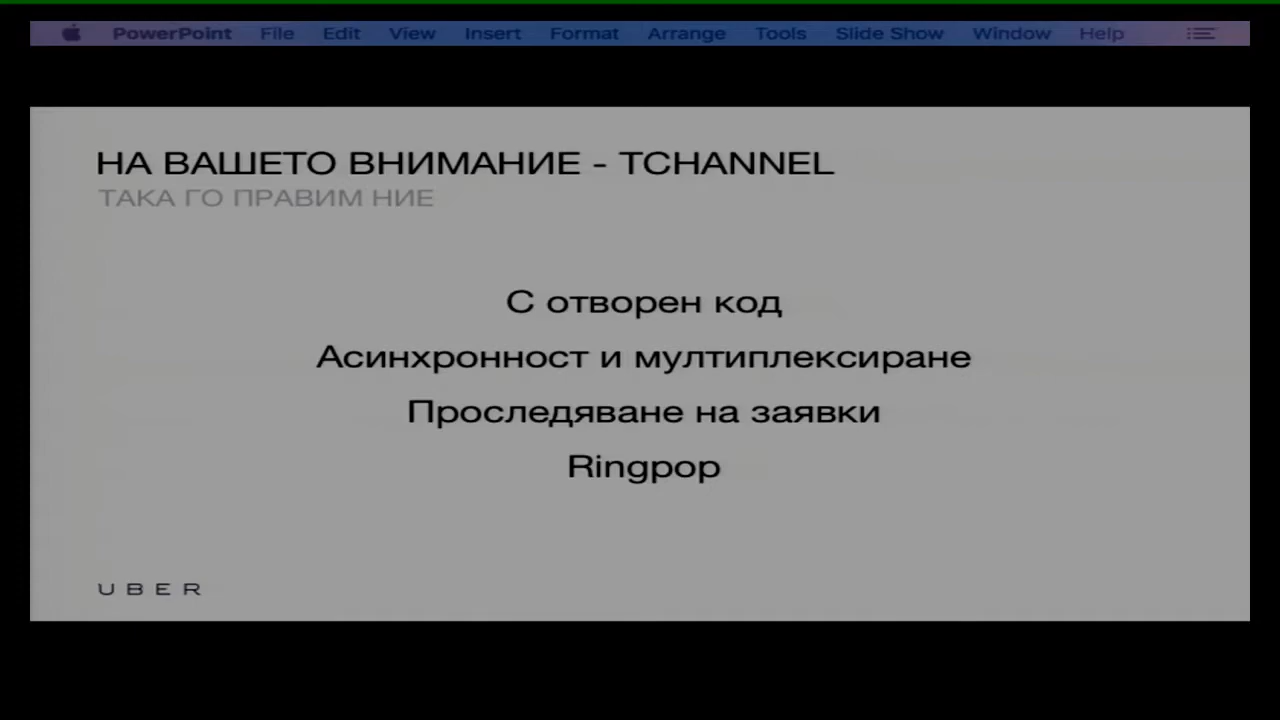 PowerPoint File Edit View Insert Format Arrange Tools Slide Show Window Help
НА ВАШЕТО ВНИМАНИЕ - TCHANNEL
ТАКА ГО ПРАВИМ НИЕ
С отворен код
Асинхронност и мултиплексиране
Проследяване на заявки
Ringpop
UBER